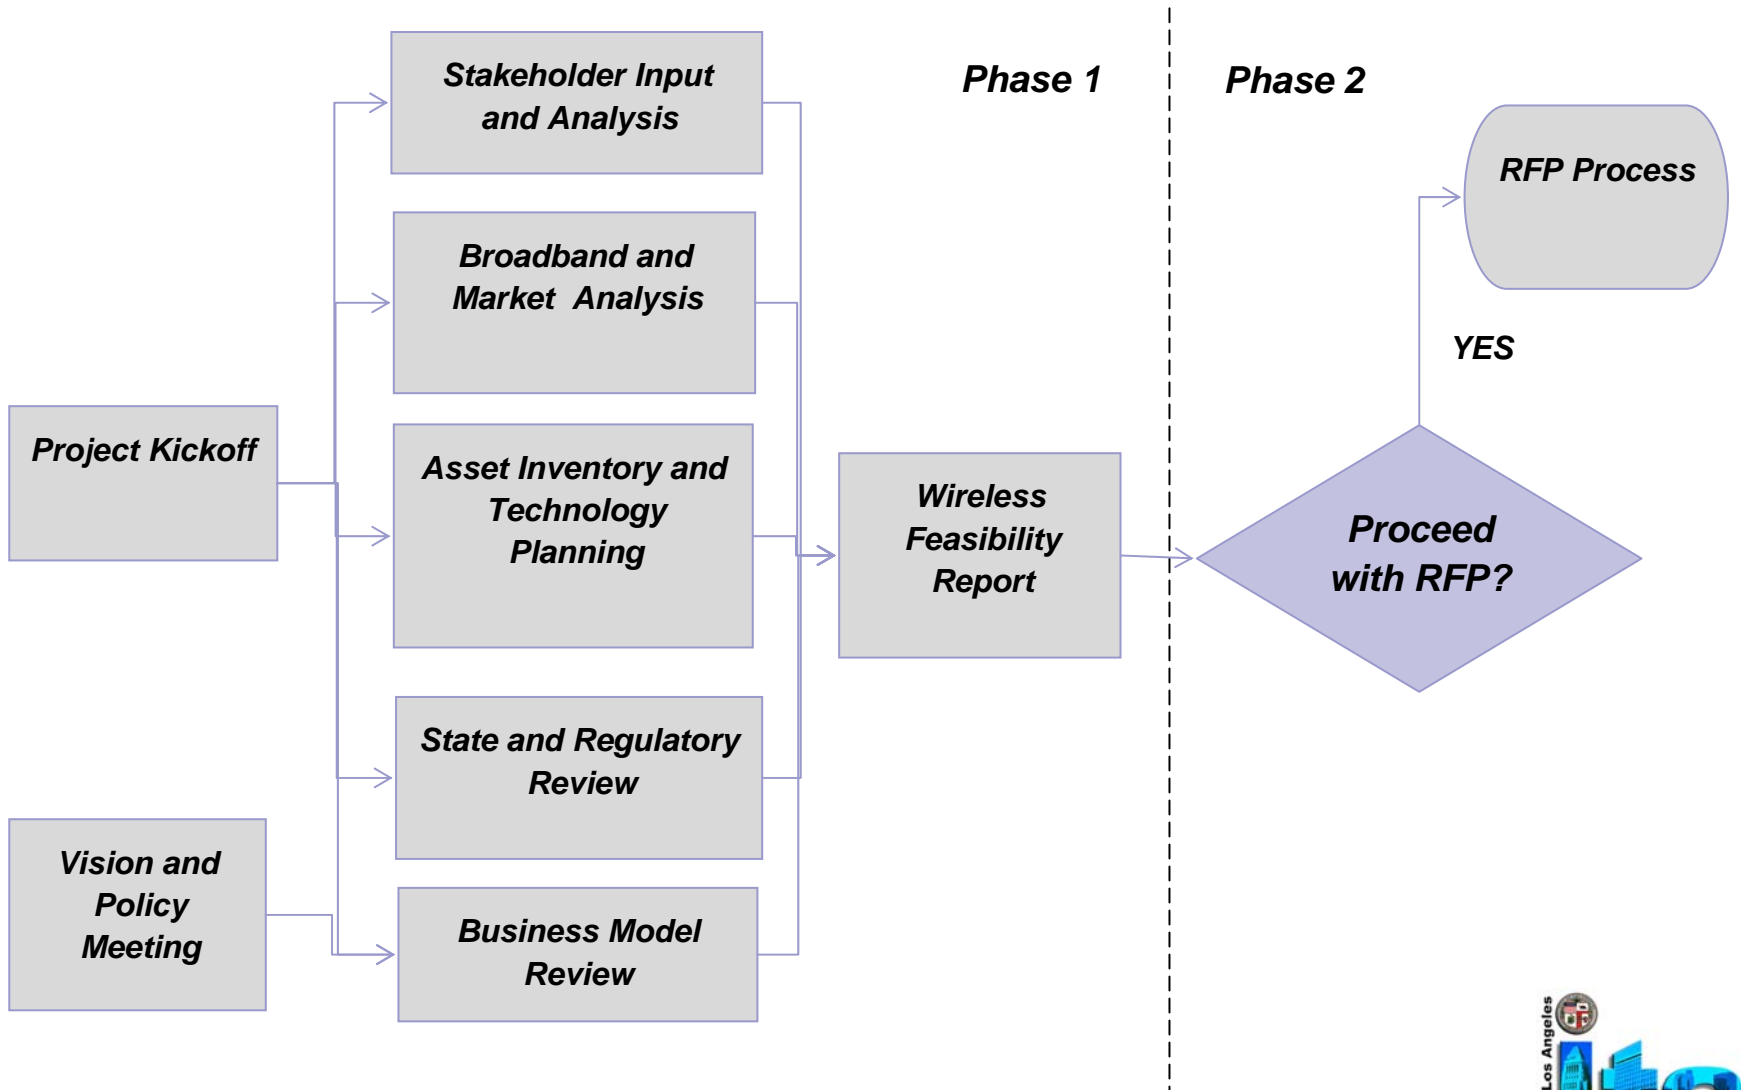 Stakeholder Input
and Analysis
Phase 1
Phase 2
RFP Process
Broadband and
Market Analysis
YES
Project Kickoff
Asset Inventory and
Technology
Planning
Wireless
Feasibility
Report
Proceed
with RFP?
State and Regulatory
Review
Vision and
Policy
Meeting
Business Model
Review
Los Angeles